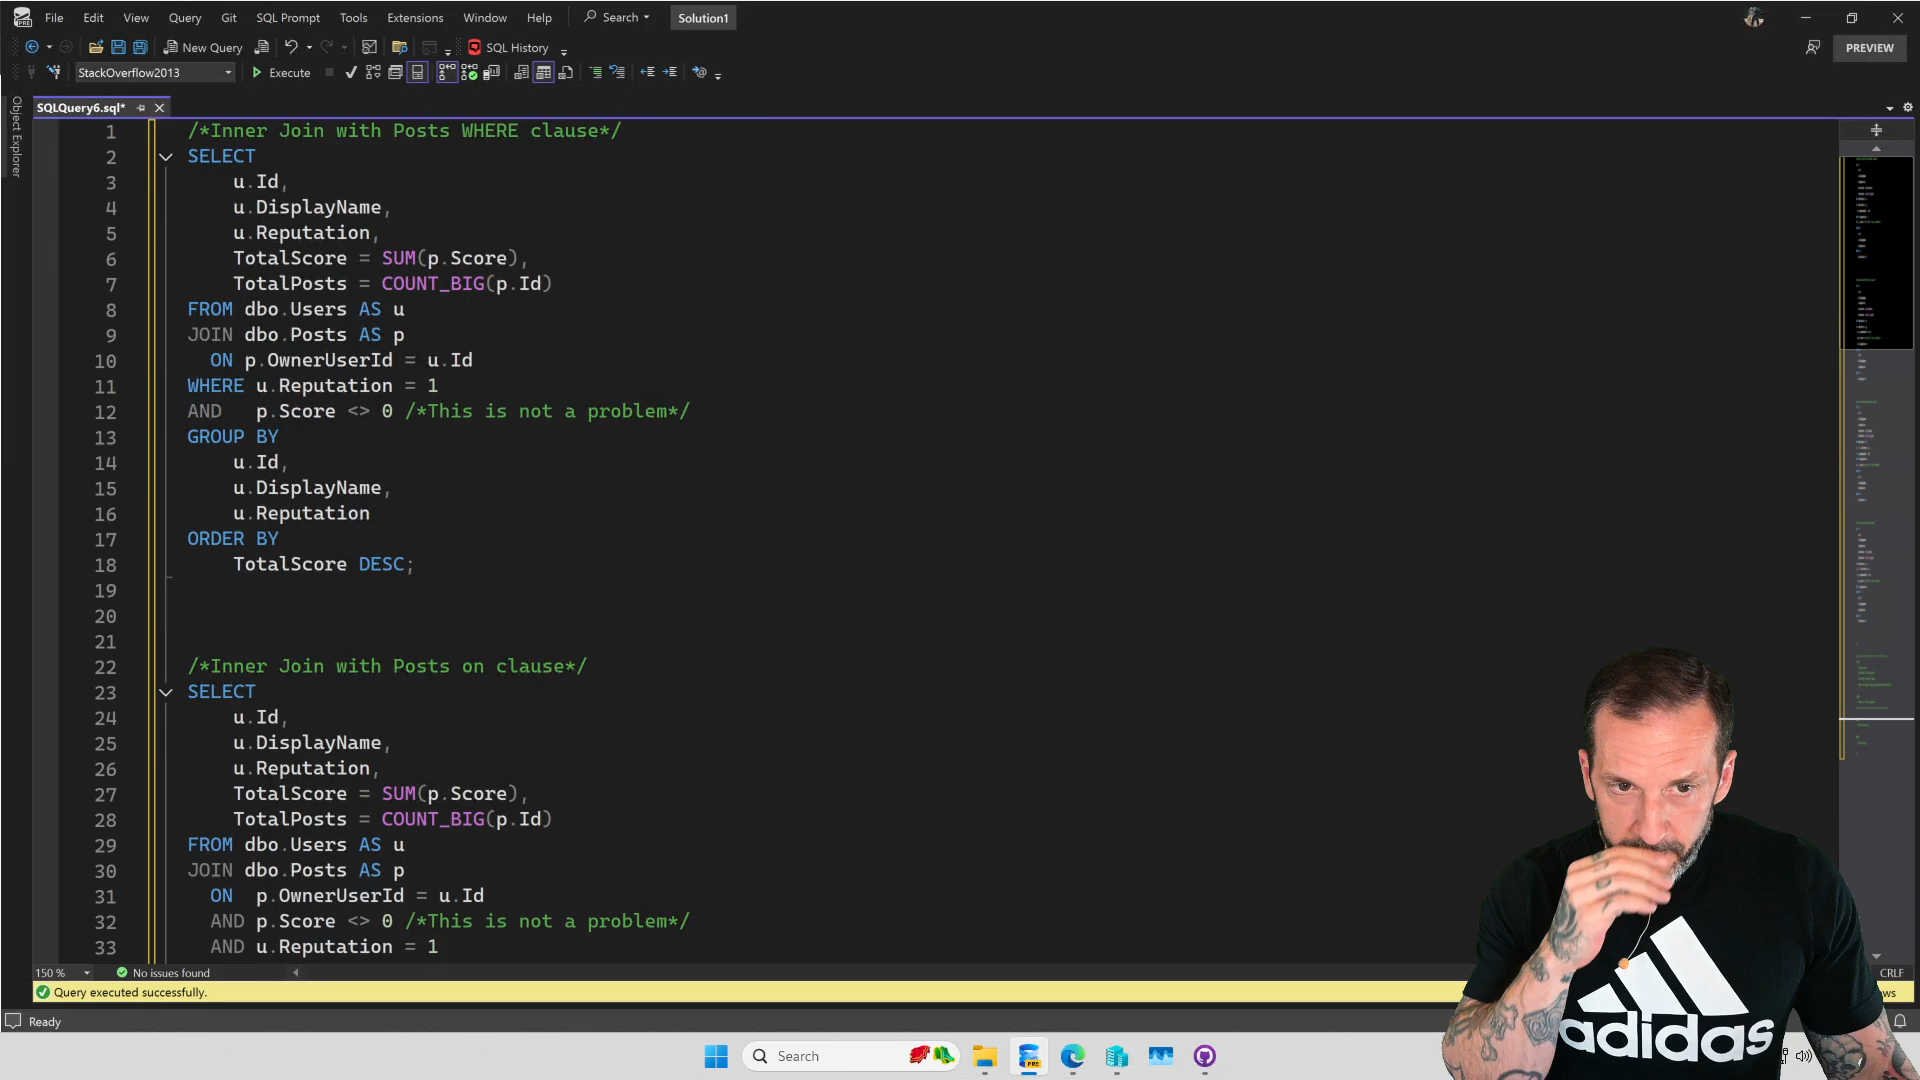 File Edit View Query Git SQL Prompt Tools Extensions Window Help Search Solution1
New Query SQL History PREVIEW
StackOverflow2013 Execute
Object Explorer
SQLQuery6.sql*
1 /*Inner Join with Posts WHERE clause*/
2 SELECT
3 u.Id,
4 u.DisplayName,
5 u.Reputation,
6 TotalScore = SUM(p.Score),
7 TotalPosts = COUNT_BIG(p.Id)
8 FROM dbo.Users AS u
9 JOIN dbo.Posts AS p
10 ON p.OwnerUserId = u.Id
11 WHERE u.Reputation = 1
12 AND p.Score <> 0 /*This is not a problem*/
13 GROUP BY
14 u.Id,
15 u.DisplayName,
16 u.Reputation
17 ORDER BY
18 TotalScore DESC;
19
20
21
22 /*Inner Join with Posts on clause*/
23 SELECT
24 u.Id,
25 u.DisplayName,
26 u.Reputation,
27 TotalScore = SUM(p.Score),
28 TotalPosts = COUNT_BIG(p.Id)
29 FROM dbo.Users AS u
30 JOIN dbo.Posts AS p
31 ON p.OwnerUserId = u.Id
32 AND p.Score <> 0 /*This is not a problem*/
33 AND u.Reputation = 1
150 % No issues found CRLF
Query executed successfully.
Ready
Search
adidas